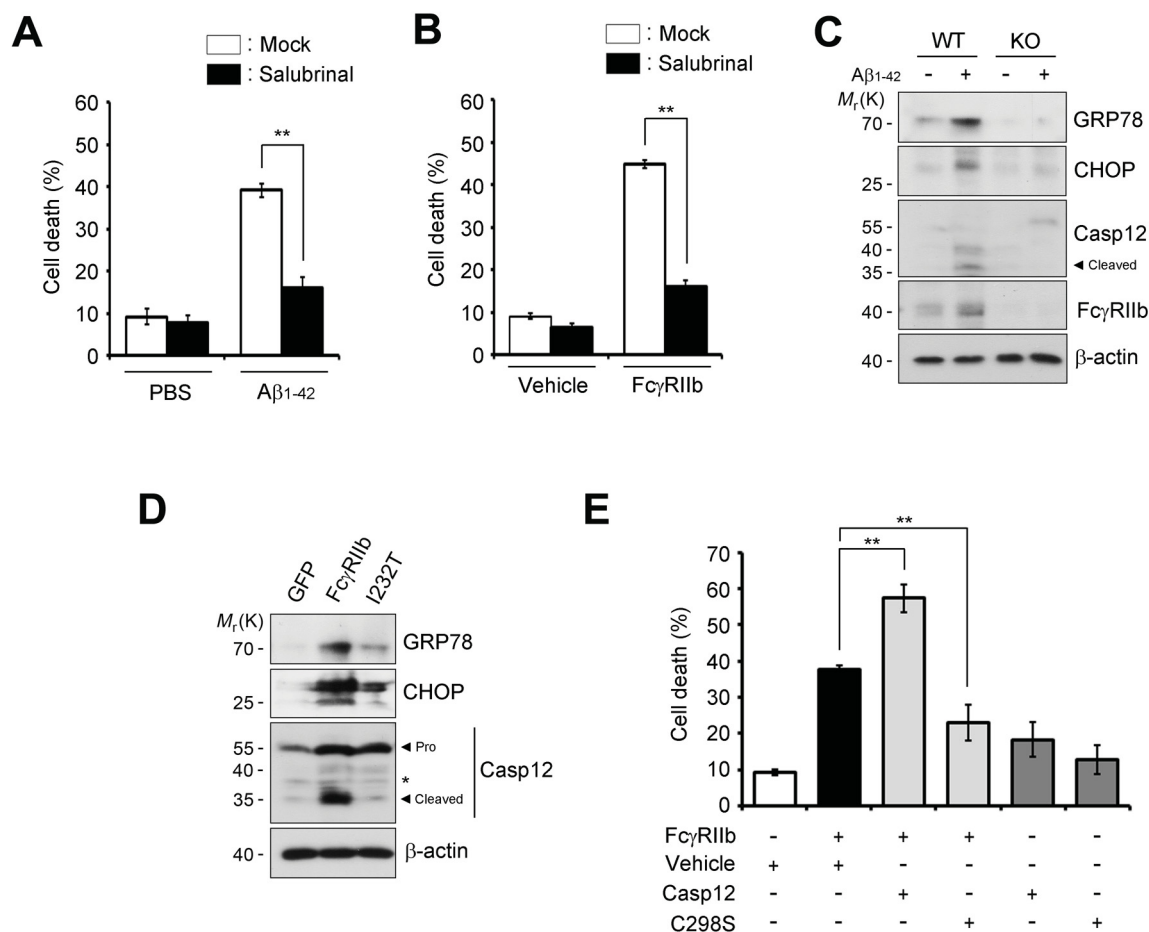 A
: Mock
: Salubrinal
**
Cell death (%)
60
50
40
30
20
10
0
PBS
Aβ1-42
B
: Mock
: Salubrinal
**
Cell death (%)
60
50
40
30
20
10
0
Vehicle
FcγRIIb
C
WT KO
Aβ1-42 - + - +
Mr(K)
70 - GRP78
CHOP
25 -
55 - Casp12
40 -
35 - ◄ Cleaved
40 - FcγRIIb
40 - β-actin
D
GFP FcγRIIb I232T
Mr(K)
70 - GRP78
CHOP
25 -
55 - ◄ Pro
40 - Casp12
*
35 - ◄ Cleaved
40 - β-actin
E
**
**
Cell death (%)
70
60
50
40
30
20
10
0
FcγRIIb - + + + - -
Vehicle + + - - - -
Casp12 - - + - + -
C298S - - - + - +